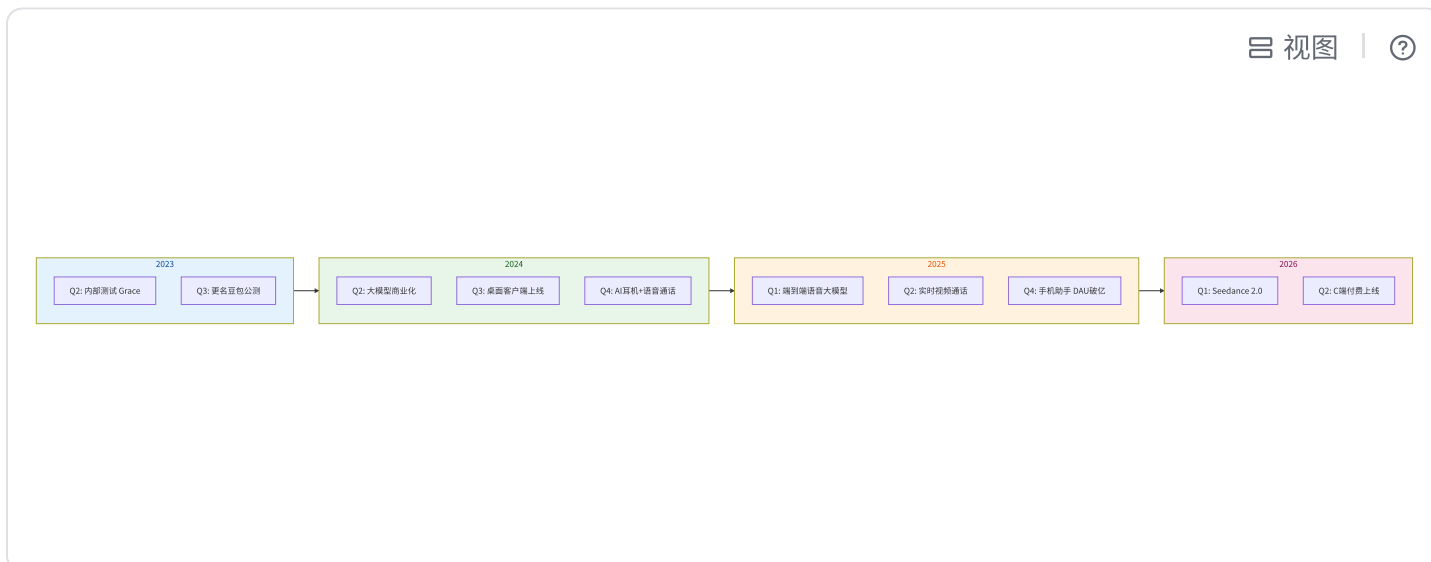 视图
2023
Q2: 内部测试 Grace
Q3: 更名豆包公测
2024
Q2: 大模型商业化
Q3: 桌面客户端上线
Q4: AI耳机+语音通话
2025
Q1: 端到端语音大模型
Q2: 实时视频通话
Q4: 手机助手 DAU破亿
2026
Q1: Seedance 2.0
Q2: C端付费上线